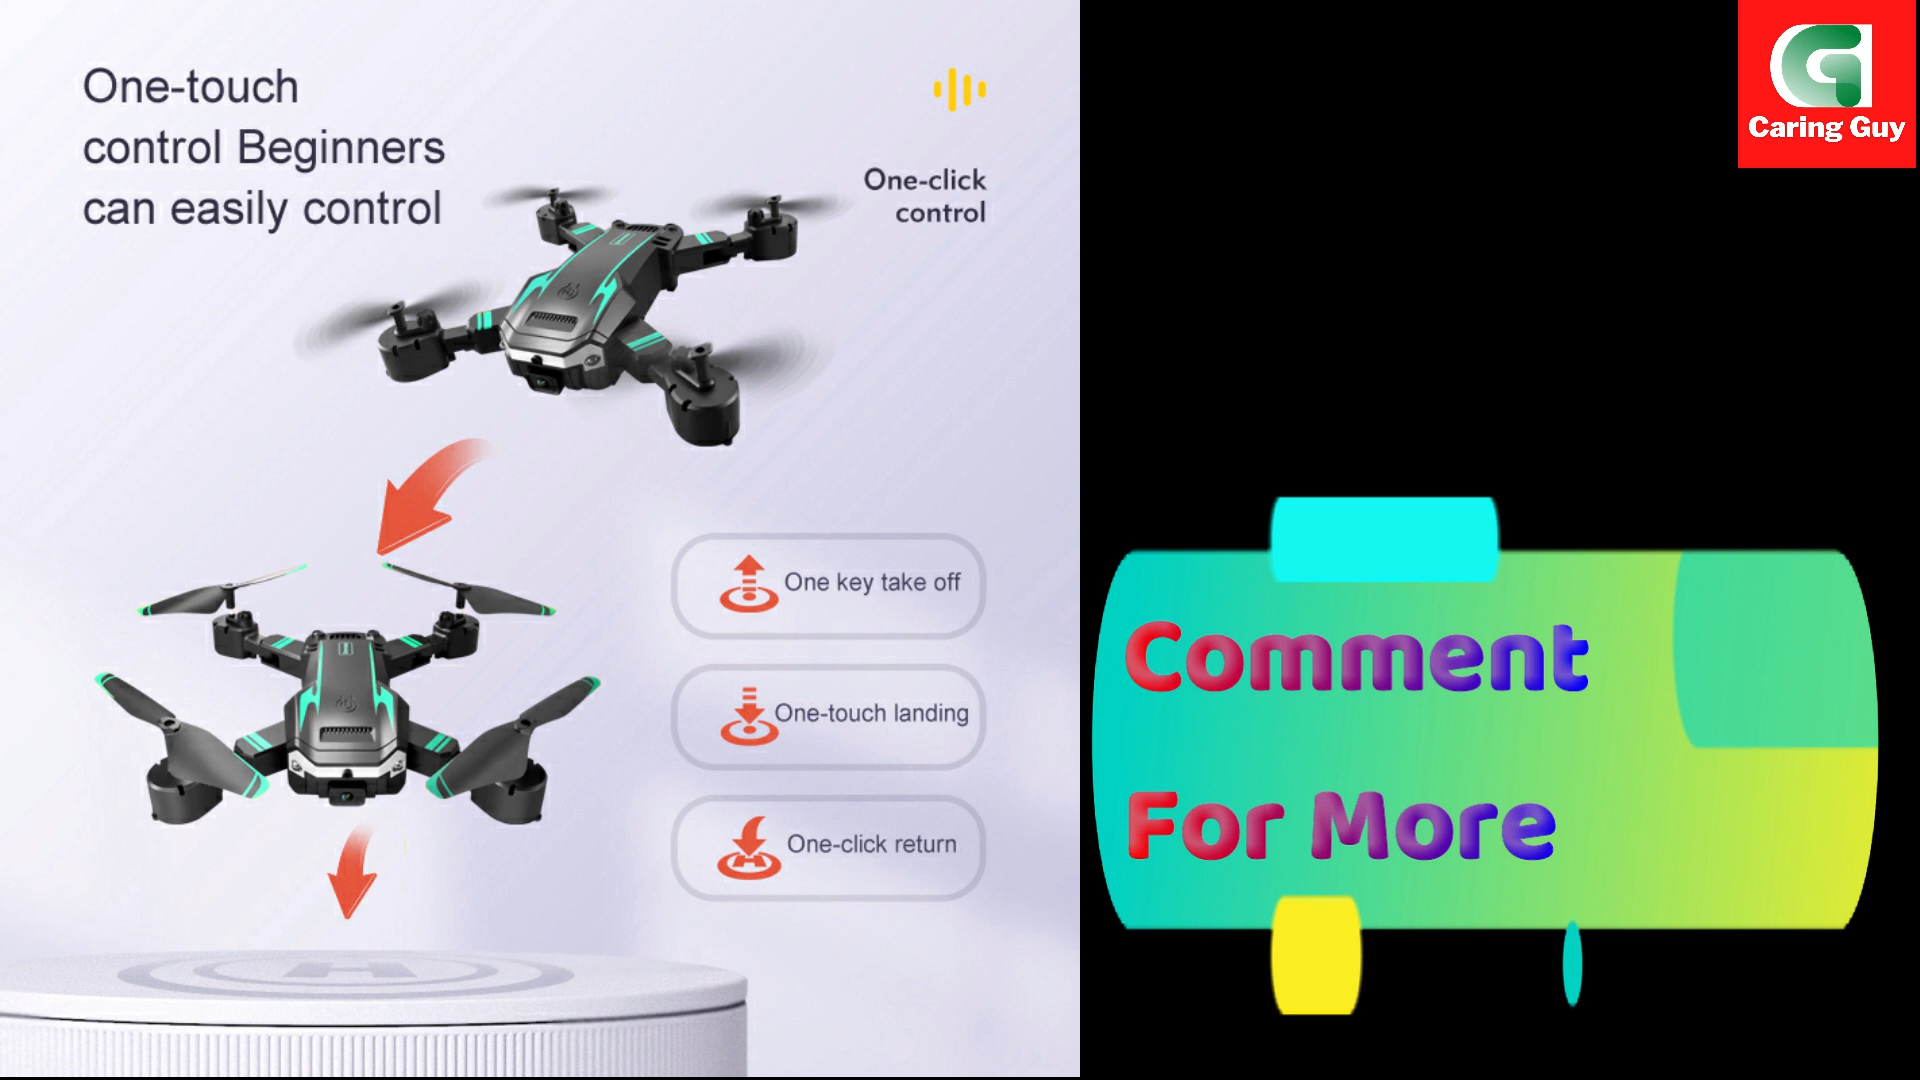 One-touch
control Beginners
can easily control
One-click
control
One key take off
One-touch landing
One-click return
H
Caring Guy
Comment
For More